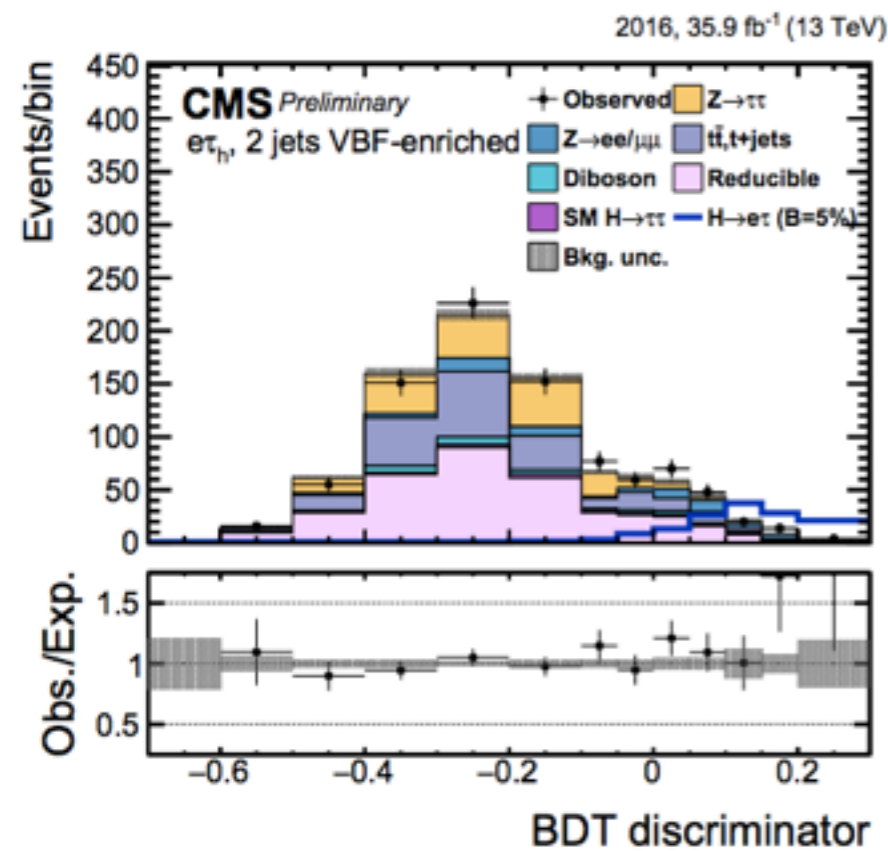 2016, 35.9 fb⁻¹ (13 TeV)
Events/bin
450
400
350
300
250
200
150
100
50
0
CMS Preliminary
eτₕ, 2 jets VBF-enriched
Observed
Z→ττ
Z→ee/μμ
tt̄,t+jets
Diboson
Reducible
SM H→ττ
H→eτ (B=5%)
Bkg. unc.
Obs./Exp.
1.5
1
0.5
−0.6 −0.4 −0.2 0 0.2
BDT discriminator